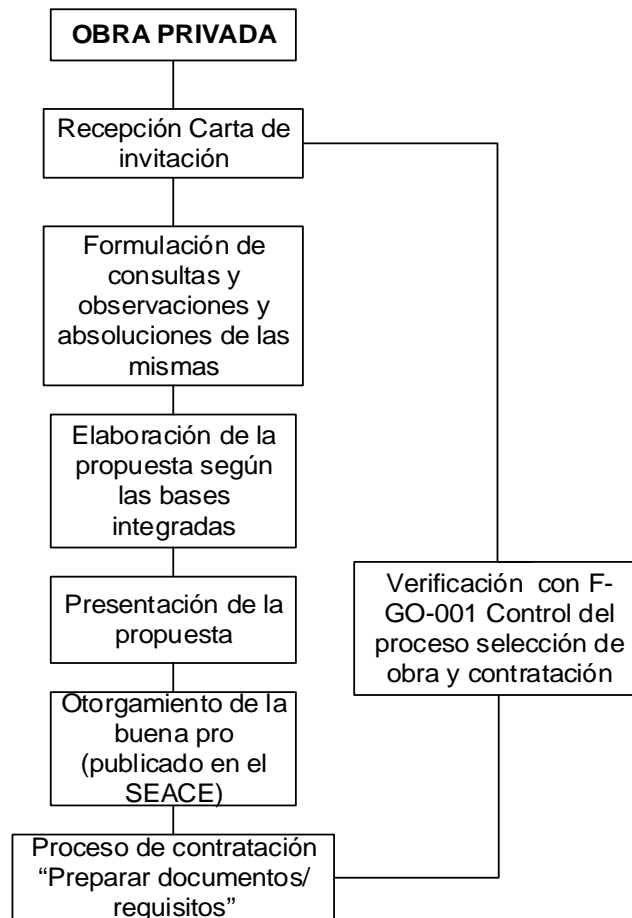 OBRA PRIVADA
Recepción Carta de
invitación
Formulación de
consultas y
observaciones y
absoluciones de las
mismas
Elaboración de la
propuesta según
las bases
integradas
Presentación de la
propuesta
Otorgamiento de la
buena pro
(publicado en el
SEACE)
Proceso de contratación
“Preparar documentos/
requisitos”
Verificación con F-
GO-001 Control del
proceso selección de
obra y contratación